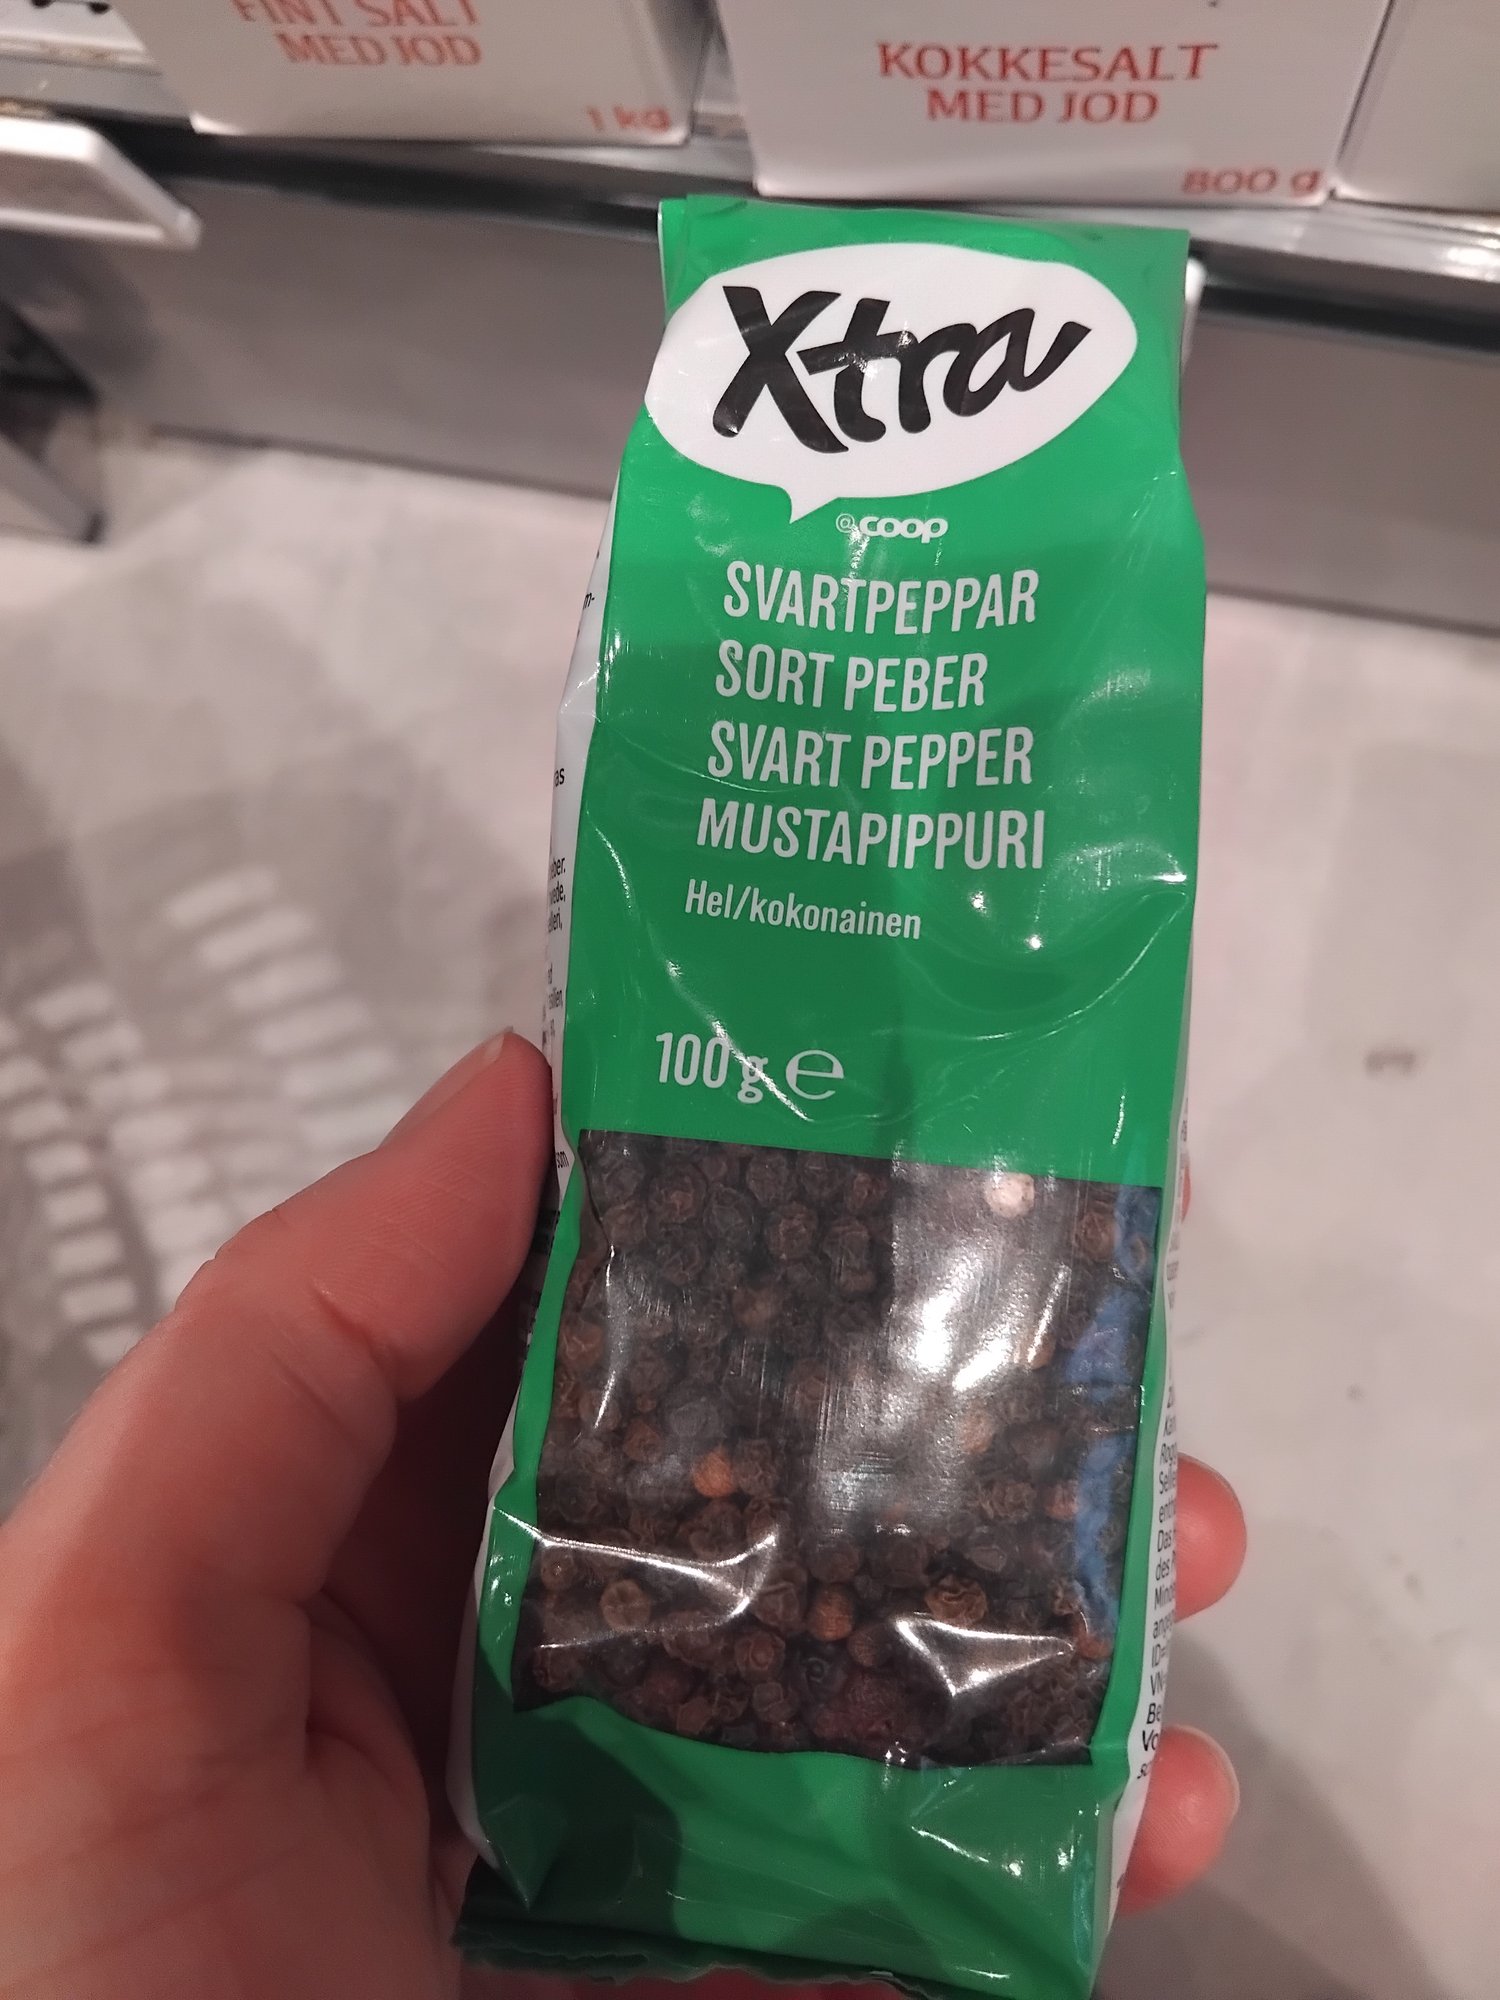 FINT SALT
MED JOD
1 kg
KOKKESALT
MED JOD
800 g
Xtra
coop
SVARTPEPPAR
SORT PEBER
SVART PEPPER
MUSTAPIPPURI
Hel/kokonainen
100 g e